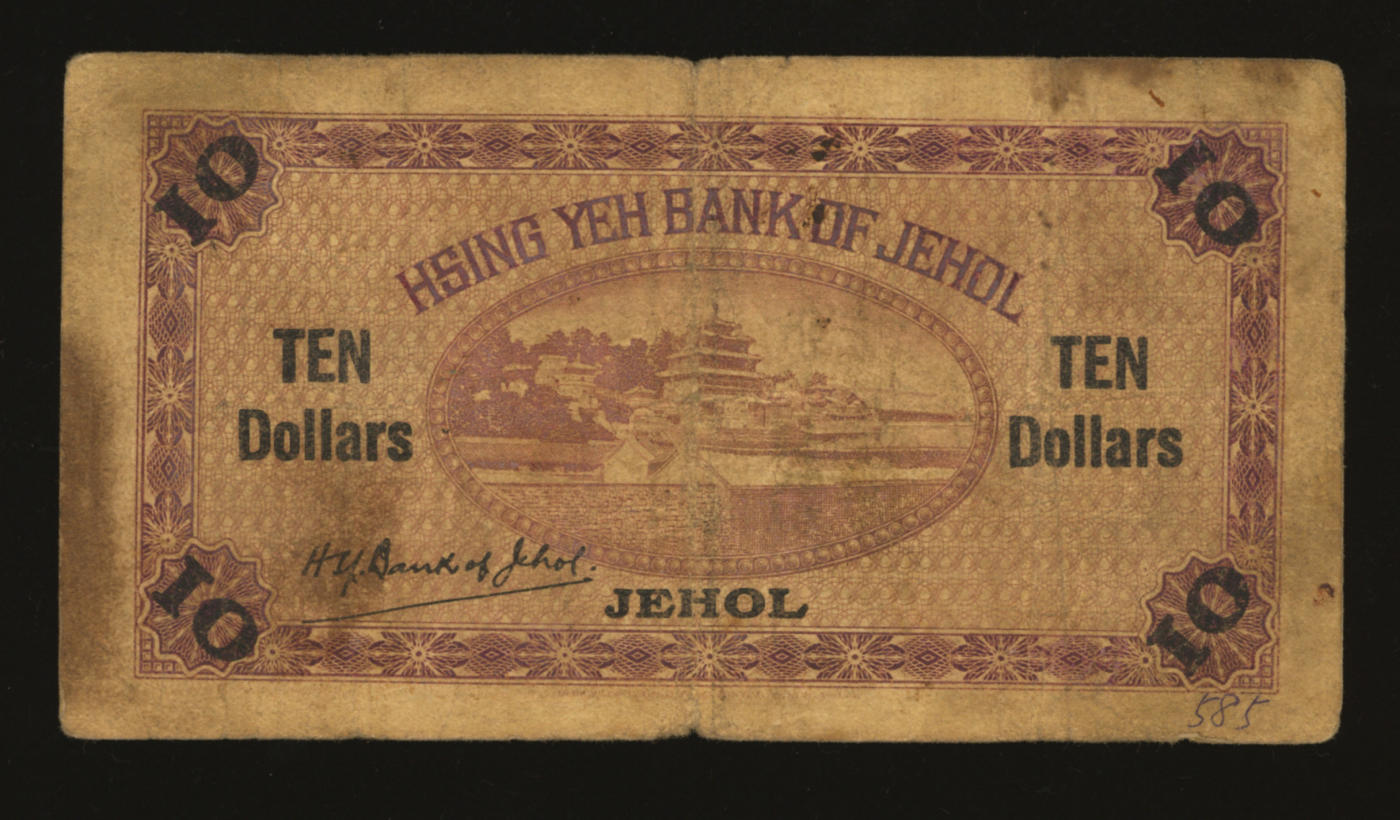 10
10
HSING YEH BANK OF JEHOL
TEN
Dollars
TEN
Dollars
H.Y. Bank of Jehol.
JEHOL
10
10
585